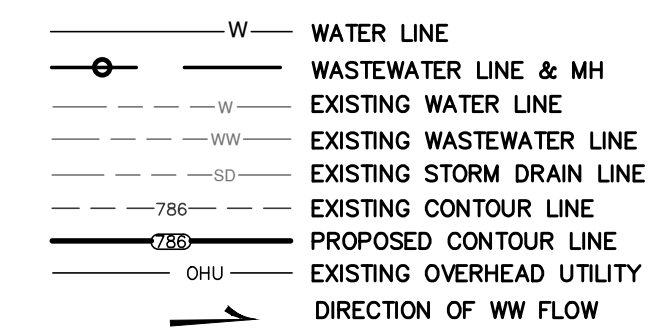 W WATER LINE
WASTEWATER LINE & MH
W EXISTING WATER LINE
WW EXISTING WASTEWATER LINE
SD EXISTING STORM DRAIN LINE
786 EXISTING CONTOUR LINE
786 PROPOSED CONTOUR LINE
OHU EXISTING OVERHEAD UTILITY
DIRECTION OF WW FLOW